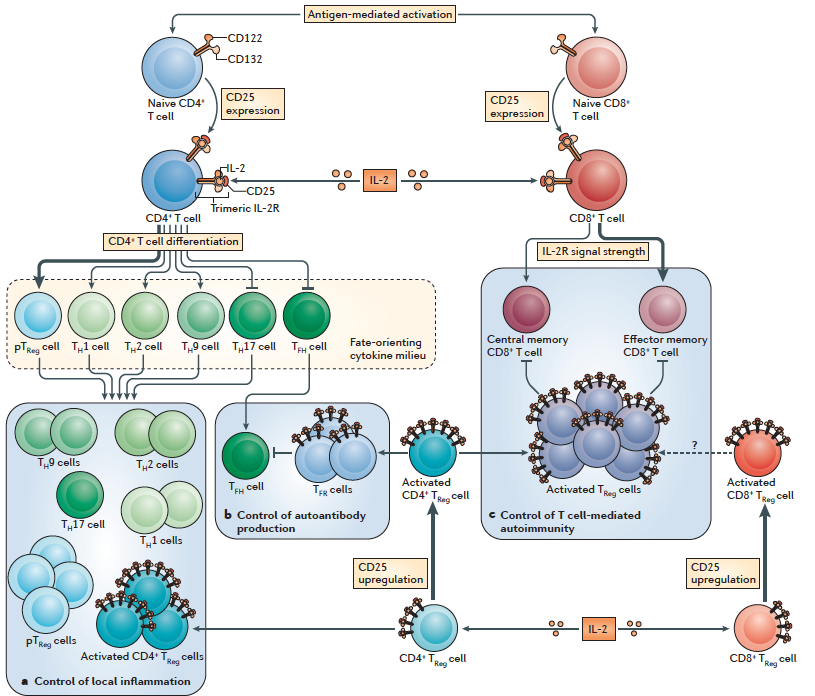 Antigen-mediated activation
CD122
CD132
Naive CD4⁺
T cell
CD25
expression
CD25
expression
Naive CD8⁺
T cell
IL-2
CD25
Trimeric IL-2R
CD4⁺ T cell
IL-2
CD8⁺ T cell
CD4⁺ T cell differentiation
IL-2R signal strength
pTReg cell
TH1 cell
TH2 cell
TH9 cell
TH17 cell
TFH cell
Fate-orienting
cytokine milieu
Central memory
CD8⁺ T cell
Effector memory
CD8⁺ T cell
TH9 cells
TH2 cells
TH17 cell
TH1 cells
pTReg cells
Activated CD4⁺ TReg cells
a Control of local inflammation
TFH cell
TFR cells
b Control of autoantibody
production
Activated
CD4⁺ TReg cell
Activated TReg cells
c Control of T cell-mediated
autoimmunity
?
Activated
CD8⁺ TReg cell
CD25
upregulation
CD25
upregulation
CD4⁺ TReg cell
IL-2
CD8⁺ TReg cell